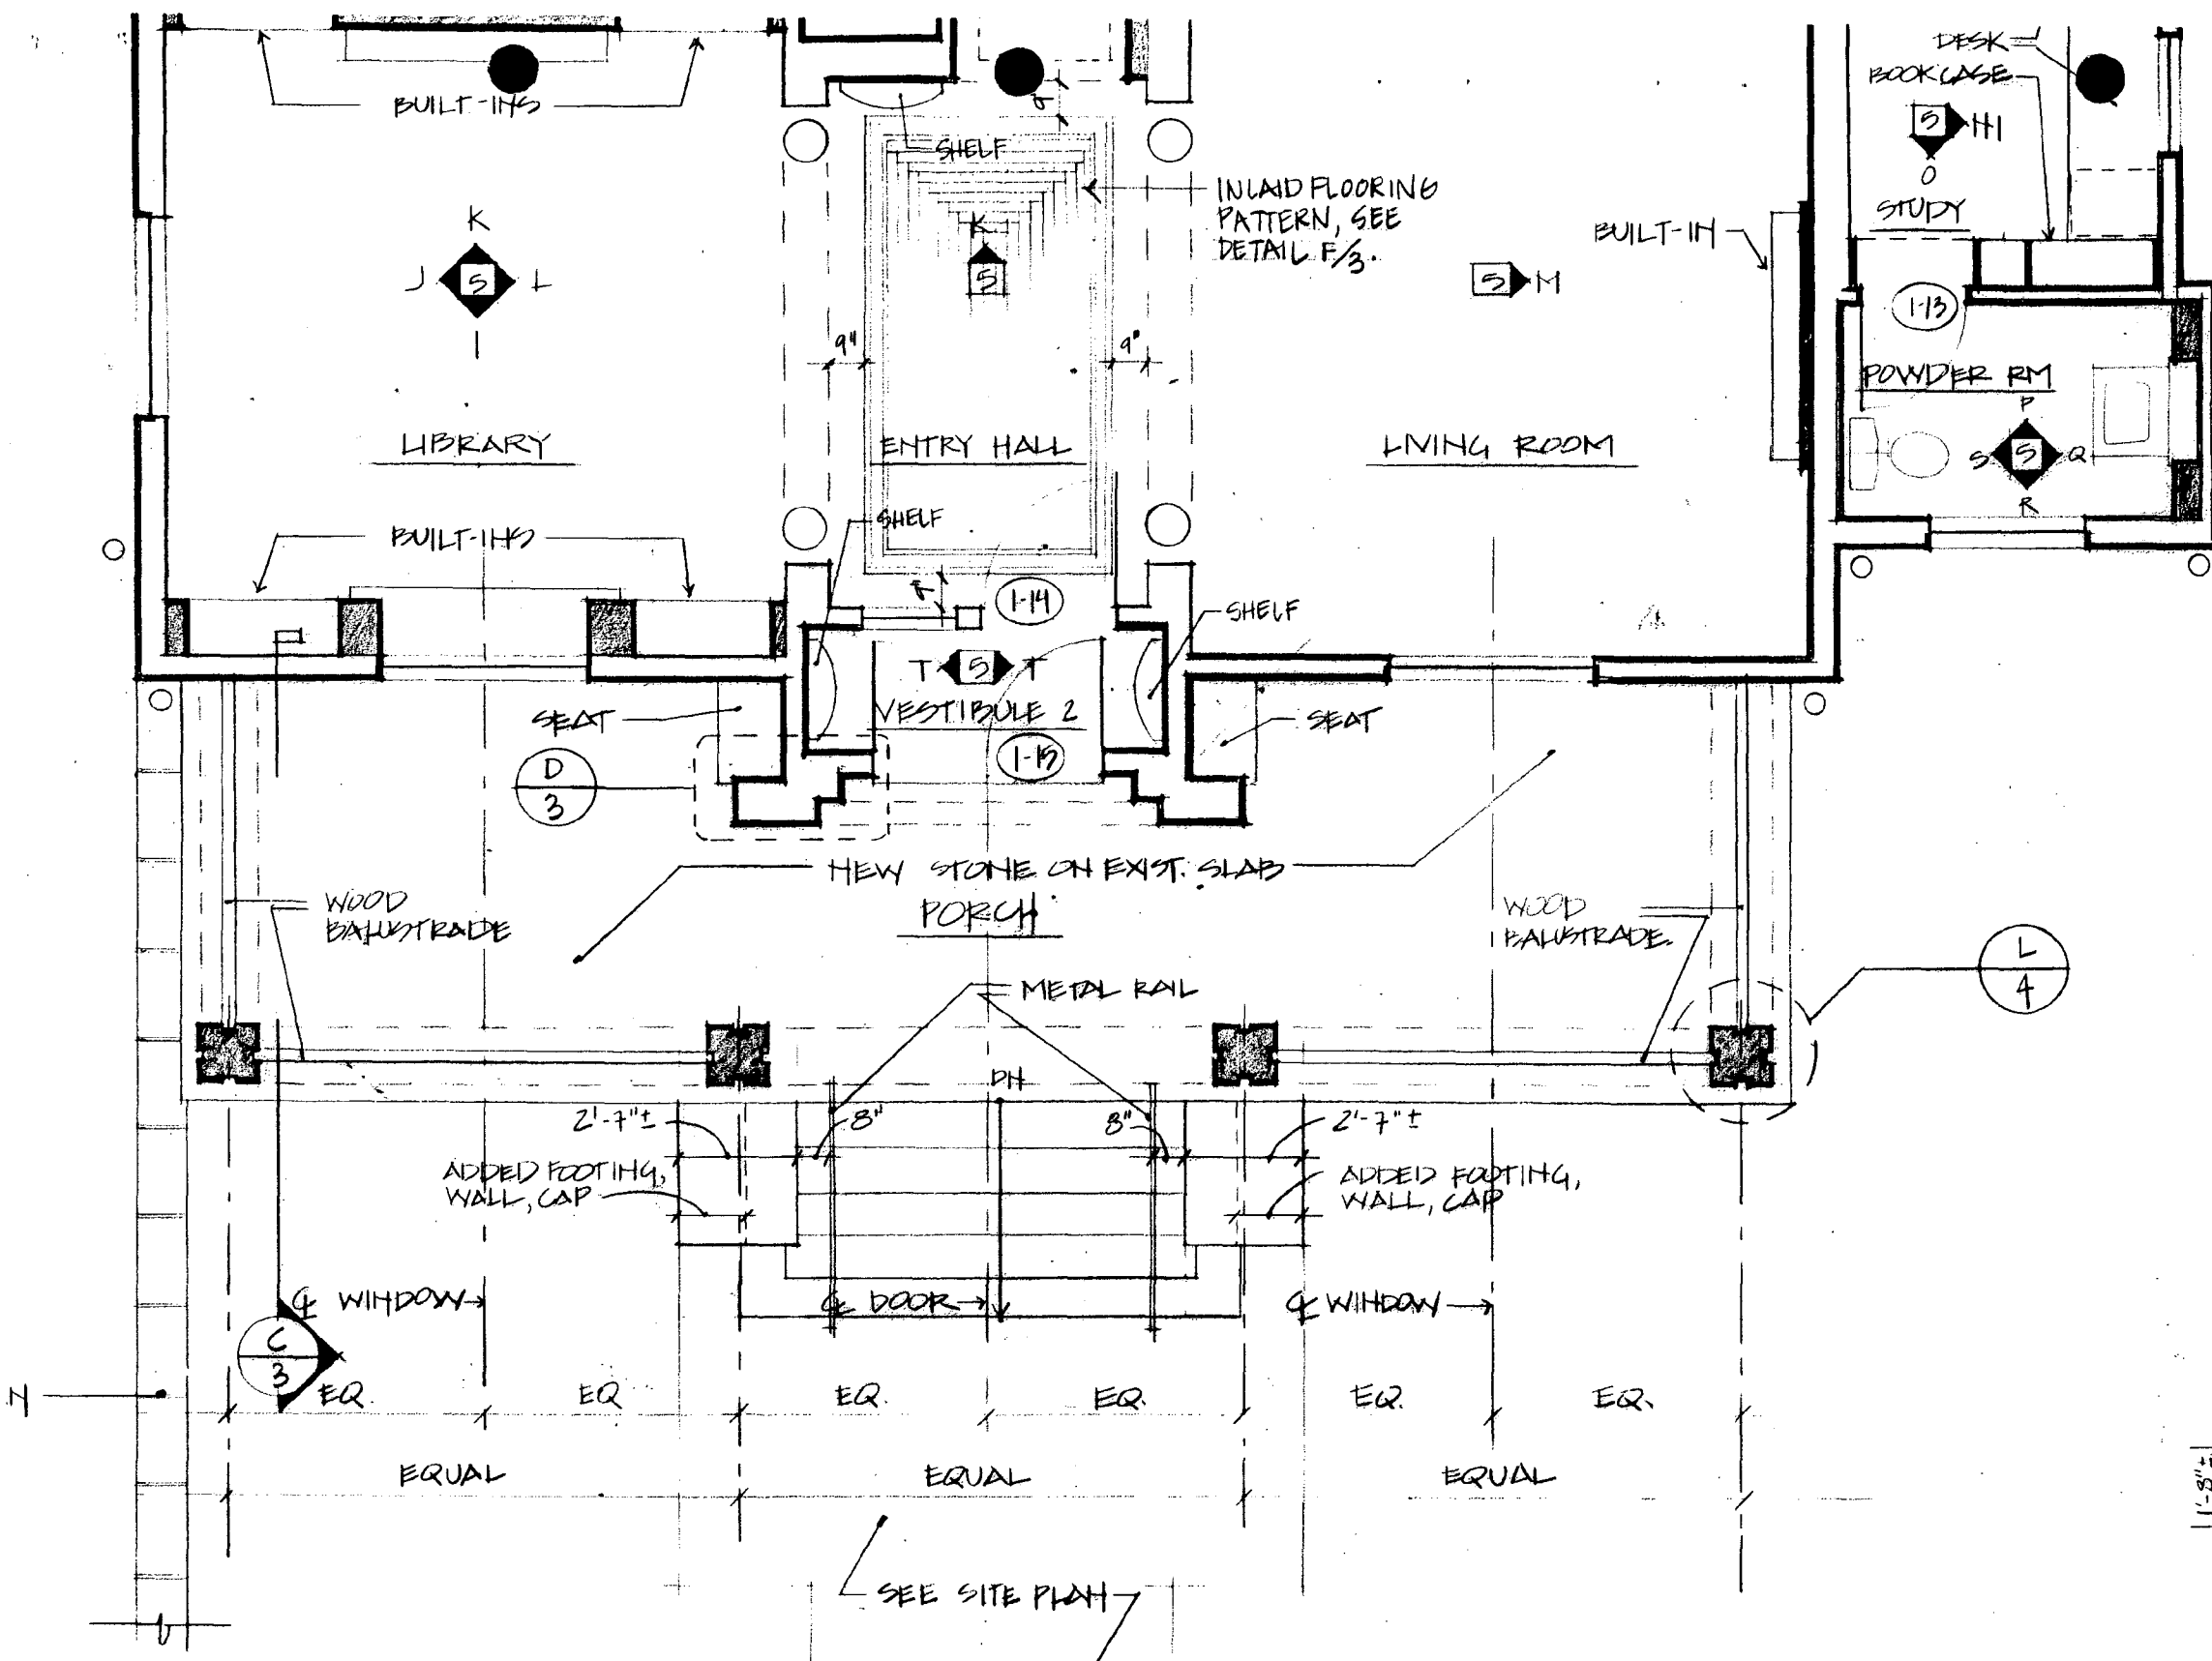 DESK
BOOKCASE
BUILT-INS
SHELF
5 H
O
STUDY
INLAID FLOORING
PATTERN, SEE
DETAIL F/3.
BUILT-IN
K
J 5 L
I
K
5
5 M
1-13
9"
9"
POWDER RM
P
S 5 Q
R
LIBRARY
ENTRY HALL
LIVING ROOM
SHELF
BUILT-INS
1-14
SHELF
T 5 T
VESTIBULE 2
SEAT
SEAT
1-15
D
3
NEW STONE ON EXIST. SLAB
PORCH
WOOD
BALUSTRADE
WOOD
BALUSTRADE.
L
4
METAL RAIL
DN
2'-7"±
8"
8"
2'-7"±
ADDED FOOTING,
WALL, CAP
ADDED FOOTING,
WALL, CAP
℄ WINDOW
℄ DOOR
℄ WINDOW
C
3
N
EQ.
EQ
EQ.
EQ.
EQ.
EQ.
EQUAL
EQUAL
EQUAL
1'-8"±
SEE SITE PLAN